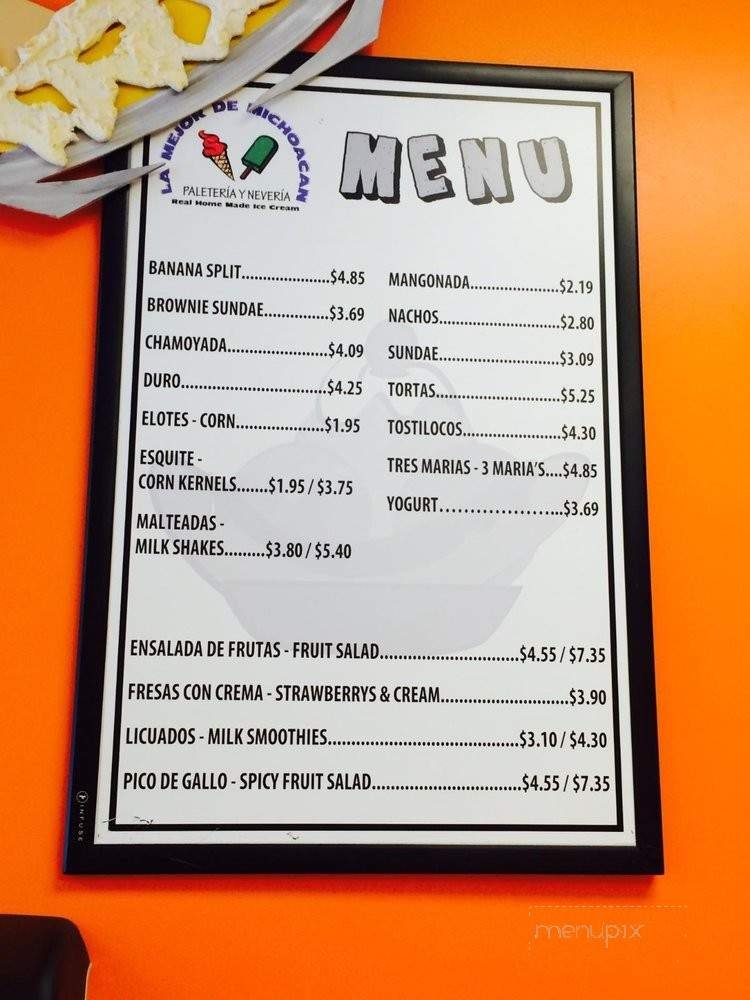 LA MEJOR DE MICHOACAN
PALETERÍA Y NEVERÍA
Real Home Made Ice Cream
MENU
BANANA SPLIT......................$4.85
BROWNIE SUNDAE................$3.69
CHAMOYADA.........................$4.09
DURO...........................................$4.25
ELOTES - CORN......................$1.95
ESQUITE -
CORN KERNELS.......$1.95 / $3.75
MALTEADAS -
MILK SHAKES.........$3.80 / $5.40
MANGONADA......................$2.19
NACHOS..............................$2.80
SUNDAE..............................$3.09
TORTAS...............................$5.25
TOSTILOCOS........................$4.30
TRES MARIAS - 3 MARIA'S....$4.85
YOGURT…………………...$3.69
ENSALADA DE FRUTAS - FRUIT SALAD..................................$4.55 / $7.35
FRESAS CON CREMA - STRAWBERRYS & CREAM...............................$3.90
LICUADOS - MILK SMOOTHIES...............................................$3.10 / $4.30
PICO DE GALLO - SPICY FRUIT SALAD.....................................$4.55 / $7.35
INFUSE
menupix